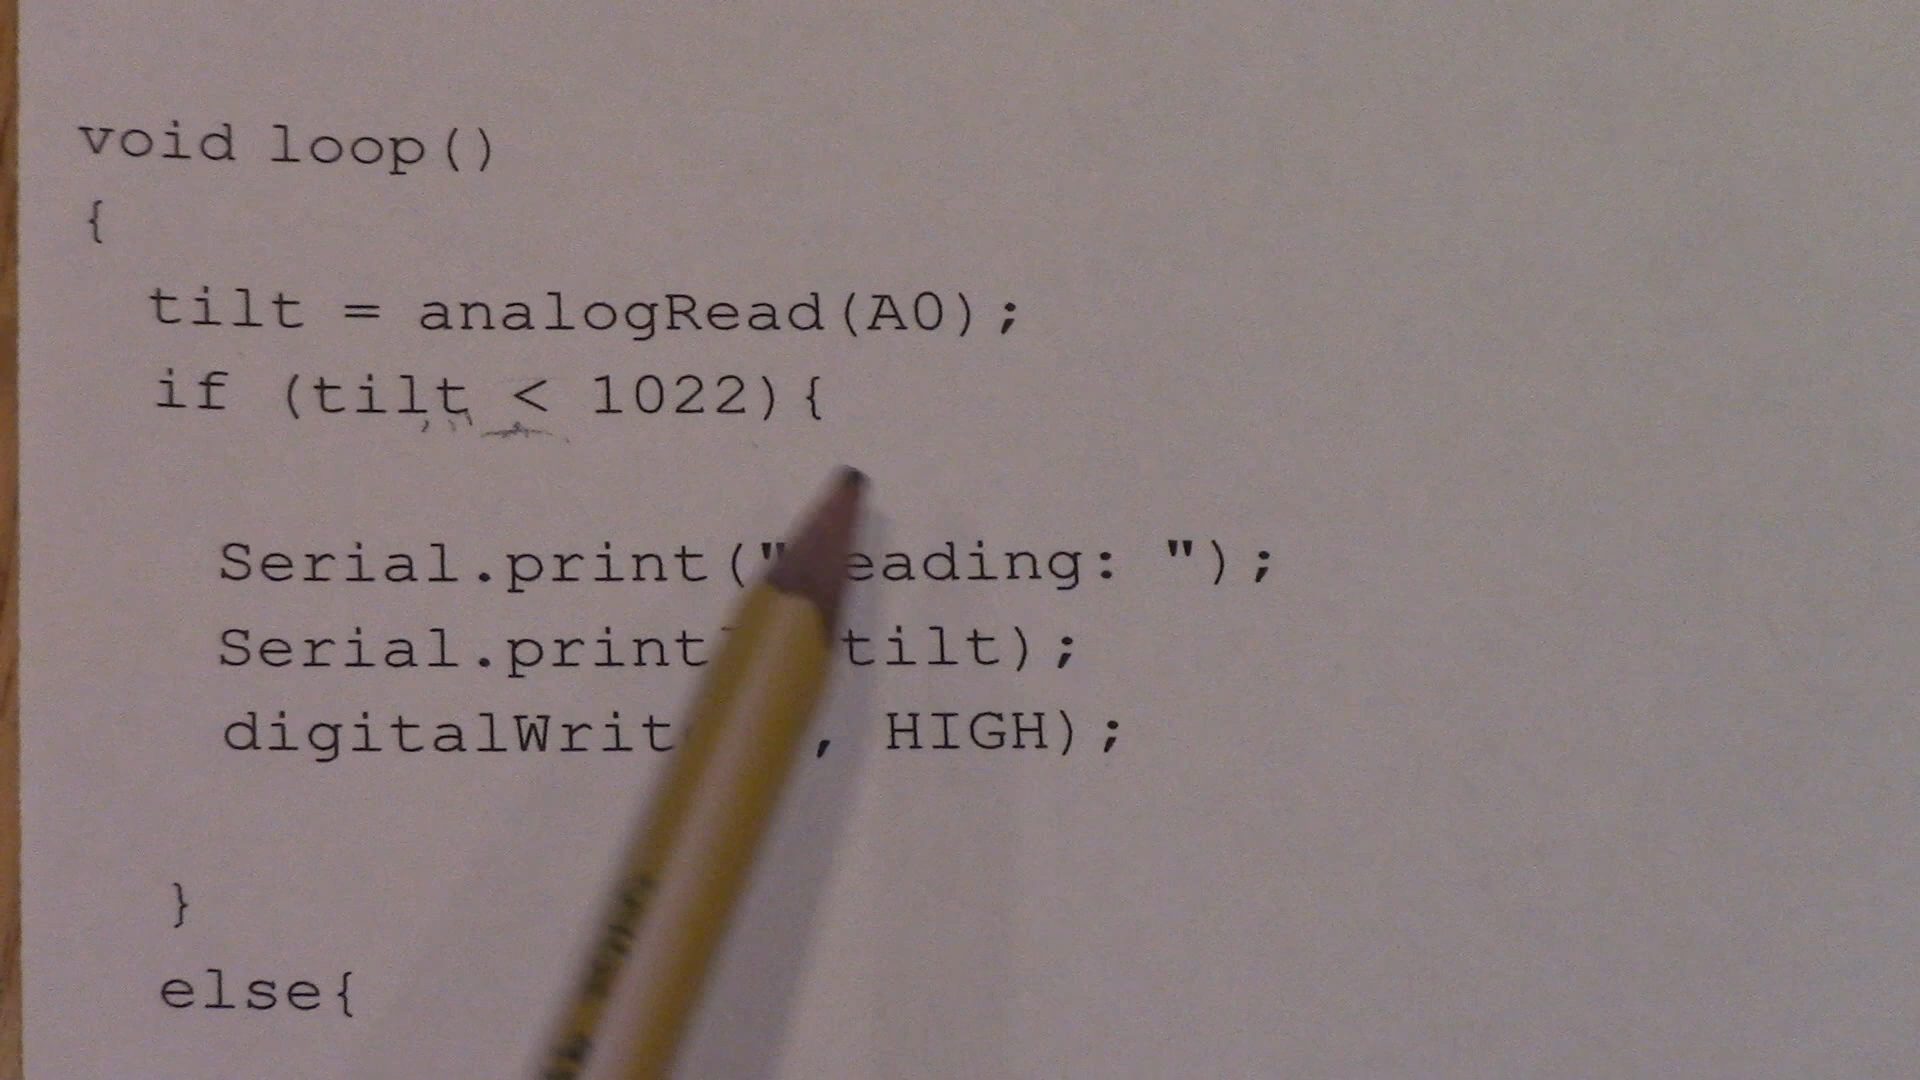 void loop()
{
tilt = analogRead(A0);
if (tilt < 1022){
Serial.print(" eading: ");
Serial.print tilt);
digitalWrit , HIGH);
}
else{